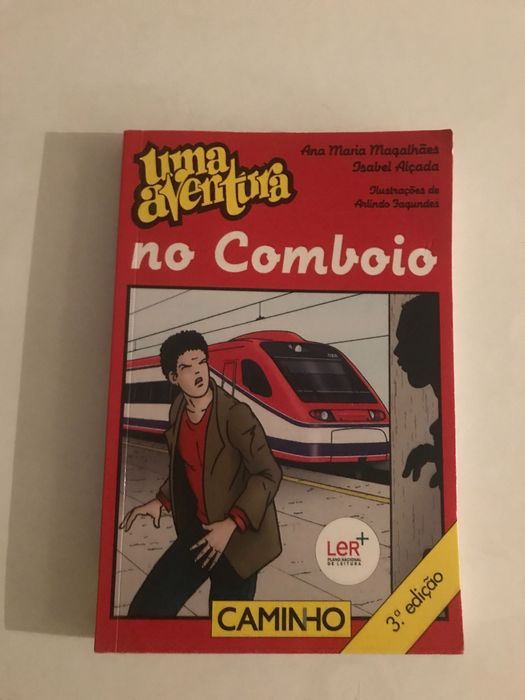 uma
aventura
Ana Maria Magalhães
Isabel Alçada
Ilustrações de
Arlindo Fagundes
no Comboio
LeR+
PLANO NACIONAL
DE LEITURA
3.ª edição
CAMINHO